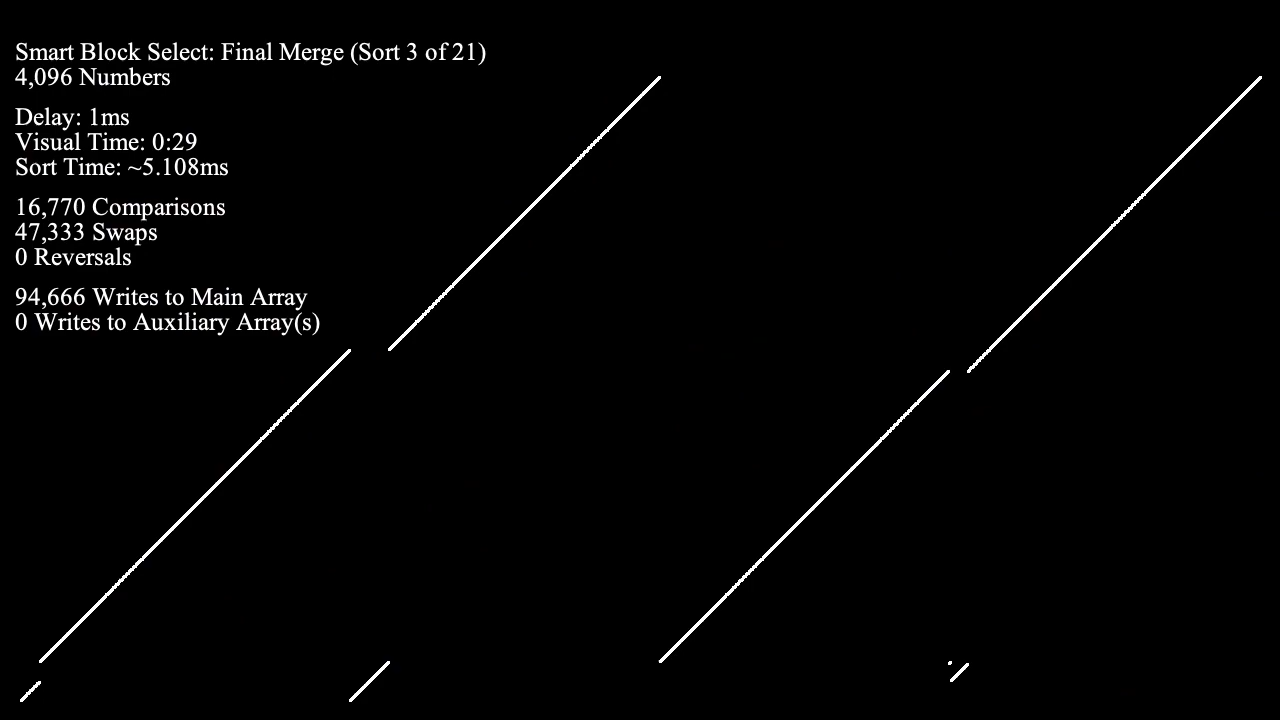 Smart Block Select: Final Merge (Sort 3 of 21)
4,096 Numbers
Delay: 1ms
Visual Time: 0:29
Sort Time: ~5.108ms
16,770 Comparisons
47,333 Swaps
0 Reversals
94,666 Writes to Main Array
0 Writes to Auxiliary Array(s)